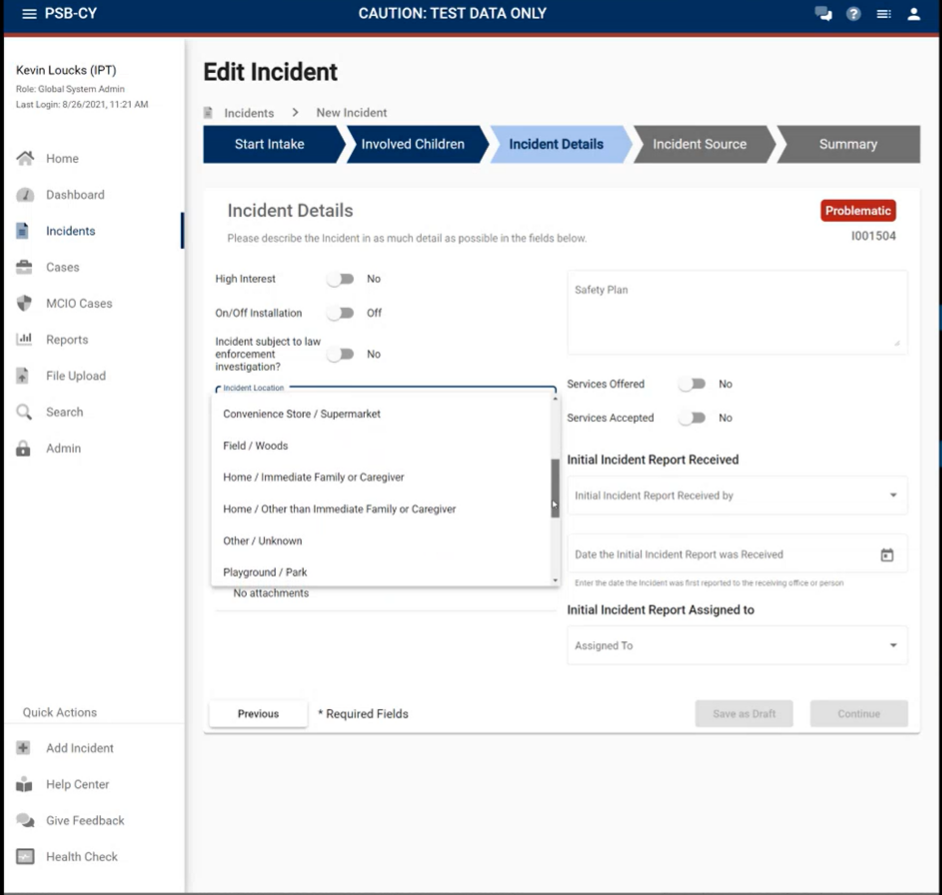 PSB-CY
CAUTION: TEST DATA ONLY
Kevin Loucks (IPT)
Role: Global System Admin
Last Login: 8/26/2021, 11:21 AM
Home
Dashboard
Incidents
Cases
MCIO Cases
Reports
File Upload
Search
Admin
Quick Actions
Add Incident
Help Center
Give Feedback
Health Check
Edit Incident
Incidents > New Incident
Start Intake
Involved Children
Incident Details
Incident Source
Summary
Incident Details
Problematic
Please describe the Incident in as much detail as possible in the fields below.
I001504
High Interest No
On/Off Installation Off
Incident subject to law
enforcement No
investigation?
Incident Location
Convenience Store / Supermarket
Field / Woods
Home / Immediate Family or Caregiver
Home / Other than Immediate Family or Caregiver
Other / Unknown
Playground / Park
No attachments
Safety Plan
Services Offered No
Services Accepted No
Initial Incident Report Received
Initial Incident Report Received by
Date the Initial Incident Report was Received
Enter the date the Incident was first reported to the receiving office or person
Initial Incident Report Assigned to
Assigned To
Previous
* Required Fields
Save as Draft
Continue